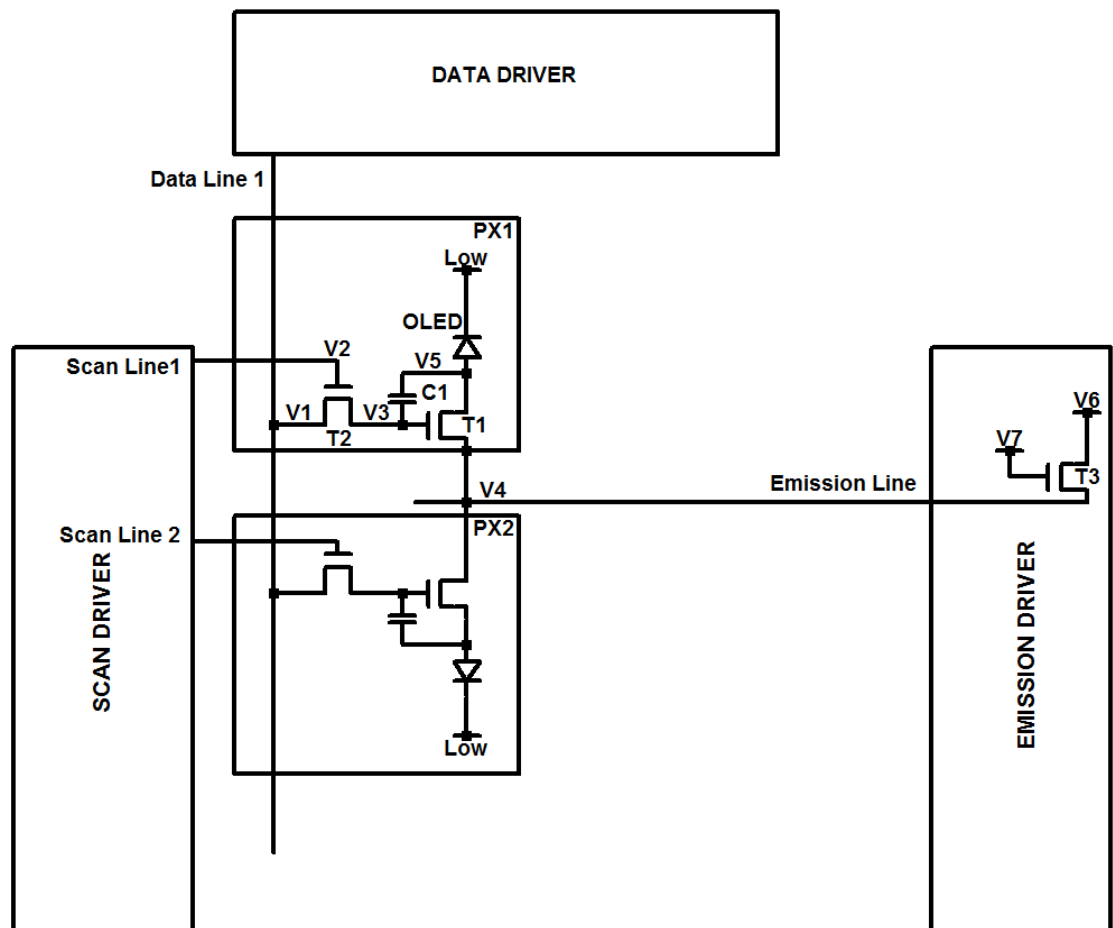 DATA DRIVER
Data Line 1
PX1
Low
OLED
Scan Line1
V2
V5
C1
V1
V3
T1
T2
V6
V7
T3
V4
Emission Line
PX2
Scan Line 2
SCAN DRIVER
EMISSION DRIVER
Low